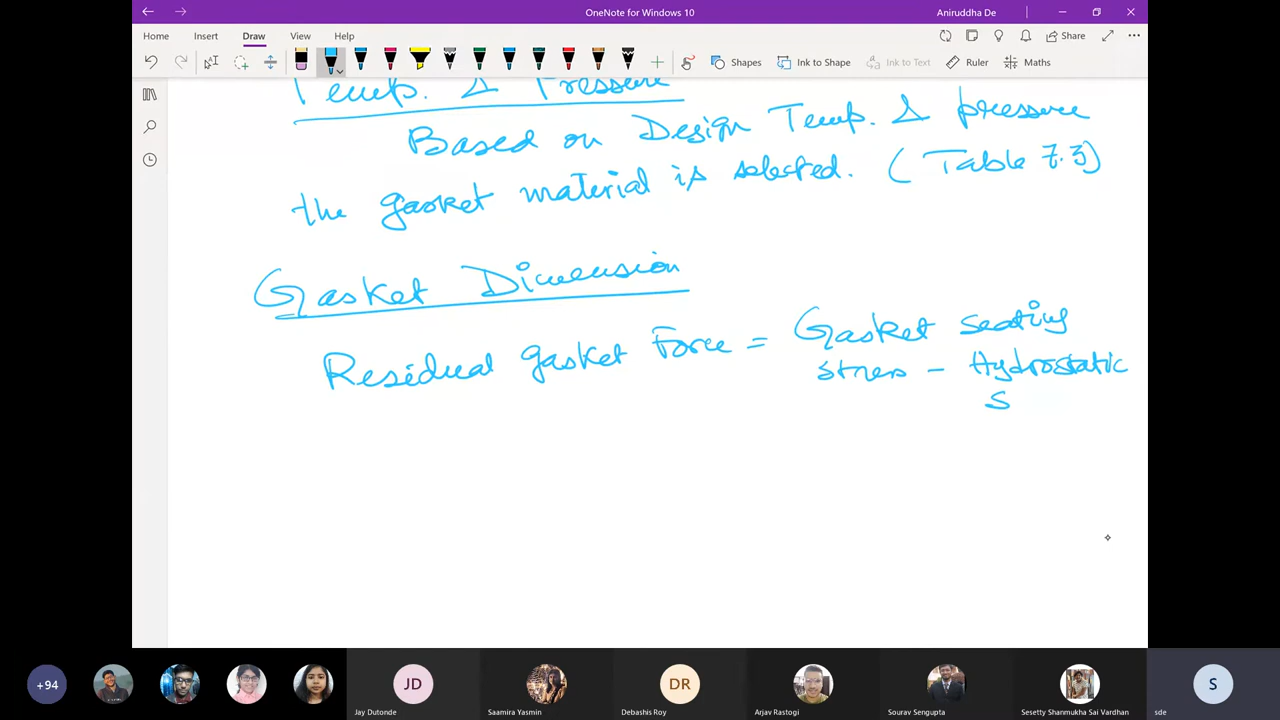 OneNote for Windows 10
Aniruddha De
Home Insert Draw View Help
Share
Shapes Ink to Shape Ink to Text Ruler Maths
Temp. & Pressure
Based on Design Temp. & pressure
the gasket material is selected. (Table 7.3)
Gasket Dimension
Residual gasket Force = Gasket seating
stress - Hydrostatic
S
+94
JD
DR
S
Jay Dutonde
Saamira Yasmin
Debashis Roy
Arjav Rastogi
Sourav Sengupta
Sesetty Shanmukha Sai Vardhan
sde